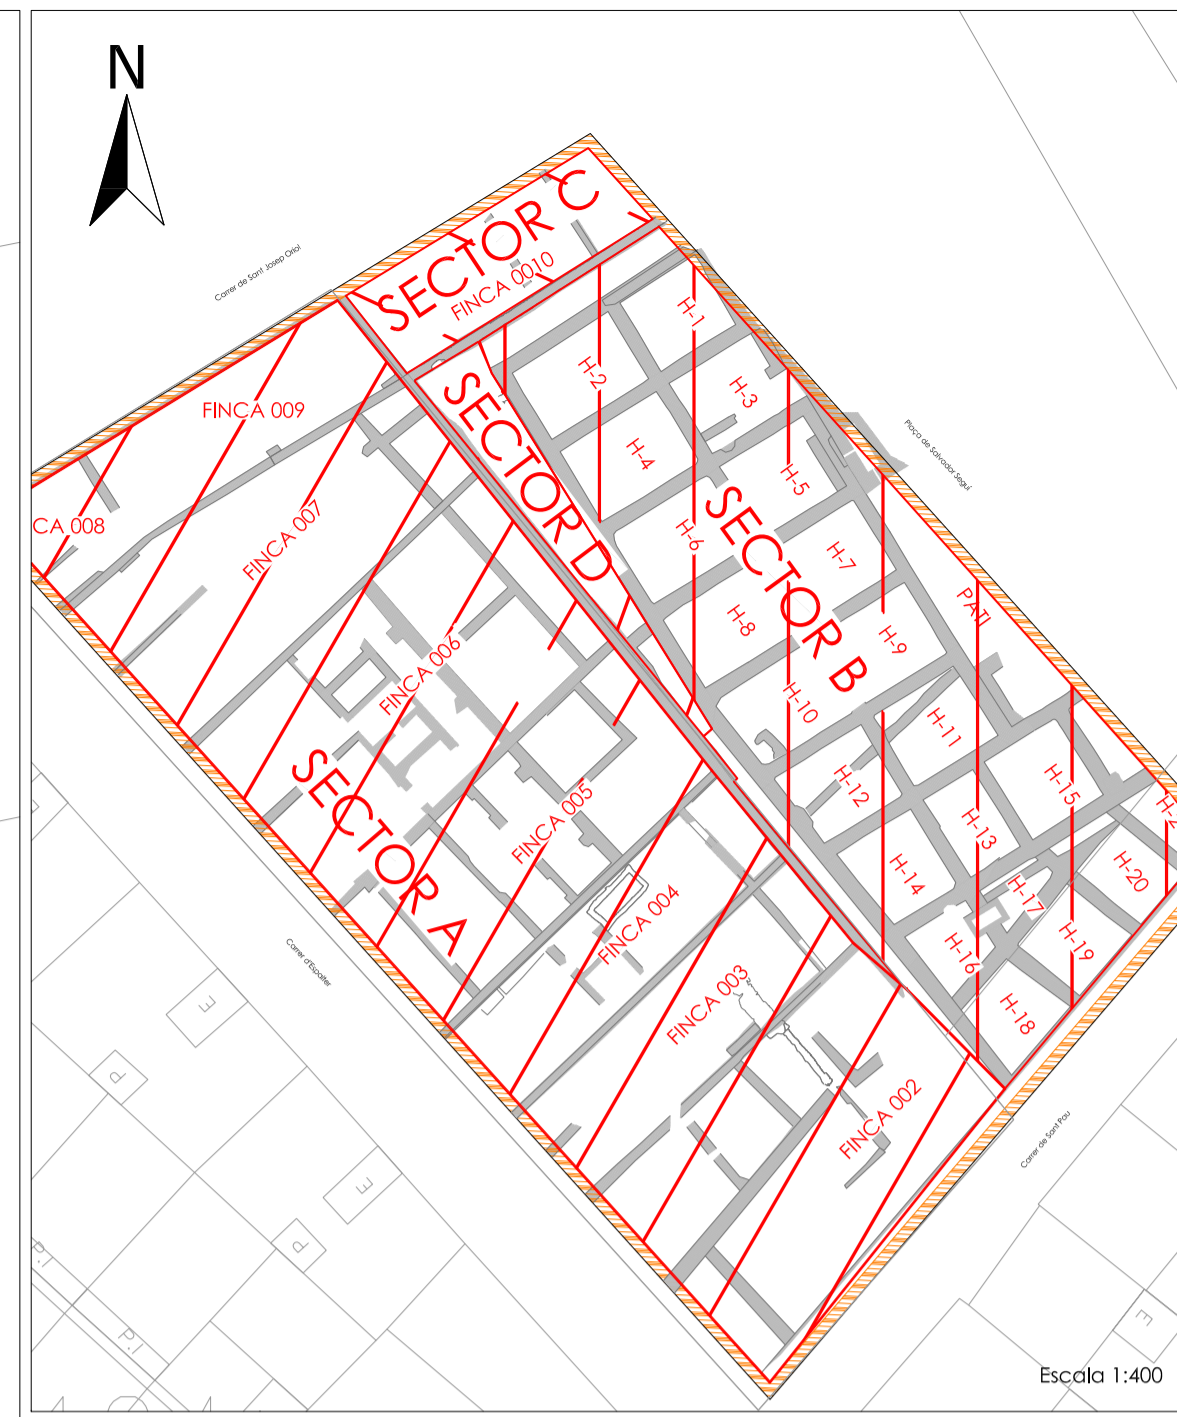 N
Carrer de Sant Josep Oriol
SECTOR C
FINCA 0010
H-1
H-2
H-3
FINCA 009
SECTOR D
H-4
H-5
Plaça de Salvador Seguí
CA 008
FINCA 007
SECTOR B
H-6
H-7
H-8
H-9
PATI
FINCA 006
H-10
H-11
SECTOR A
FINCA 005
H-12
H-13
H-15
H-2
H-14
H-17
H-20
FINCA 004
H-16
H-19
Carrer d'Espalter
FINCA 003
H-18
E
P
FINCA 002
Carrer de Sant Pau
E
P
P.I
P.I
E
Escala 1:400